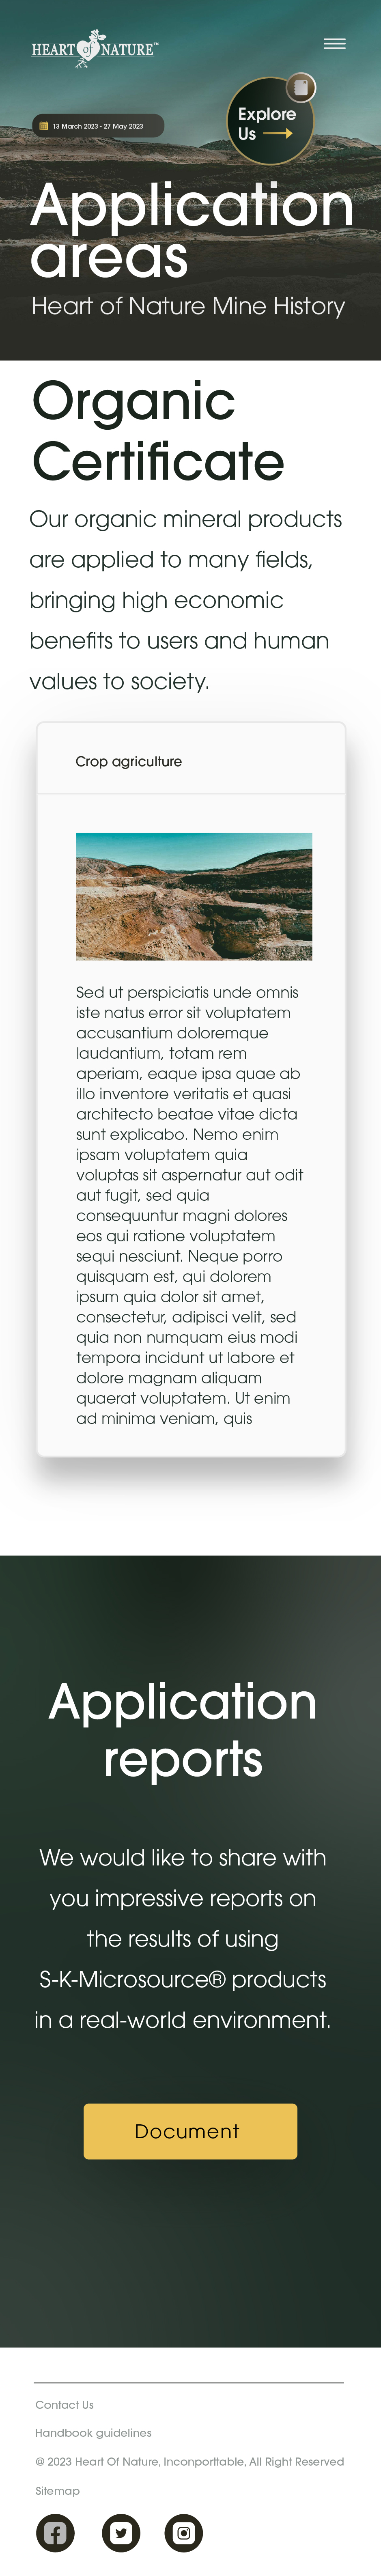 HEART of NATURE™
13 March 2023 - 27 May 2023
Explore
Us
Application
areas
Heart of Nature Mine History
Organic
Certificate
Our organic mineral products
are applied to many fields,
bringing high economic
benefits to users and human
values to society.
Crop agriculture
Sed ut perspiciatis unde omnis
iste natus error sit voluptatem
accusantium doloremque
laudantium, totam rem
aperiam, eaque ipsa quae ab
illo inventore veritatis et quasi
architecto beatae vitae dicta
sunt explicabo. Nemo enim
ipsam voluptatem quia
voluptas sit aspernatur aut odit
aut fugit, sed quia
consequuntur magni dolores
eos qui ratione voluptatem
sequi nesciunt. Neque porro
quisquam est, qui dolorem
ipsum quia dolor sit amet,
consectetur, adipisci velit, sed
quia non numquam eius modi
tempora incidunt ut labore et
dolore magnam aliquam
quaerat voluptatem. Ut enim
ad minima veniam, quis
Application
reports
We would like to share with
you impressive reports on
the results of using
S-K-Microsource® products
in a real-world environment.
Document
Contact Us
Handbook guidelines
@ 2023 Heart Of Nature, Inconporttable, All Right Reserved
Sitemap